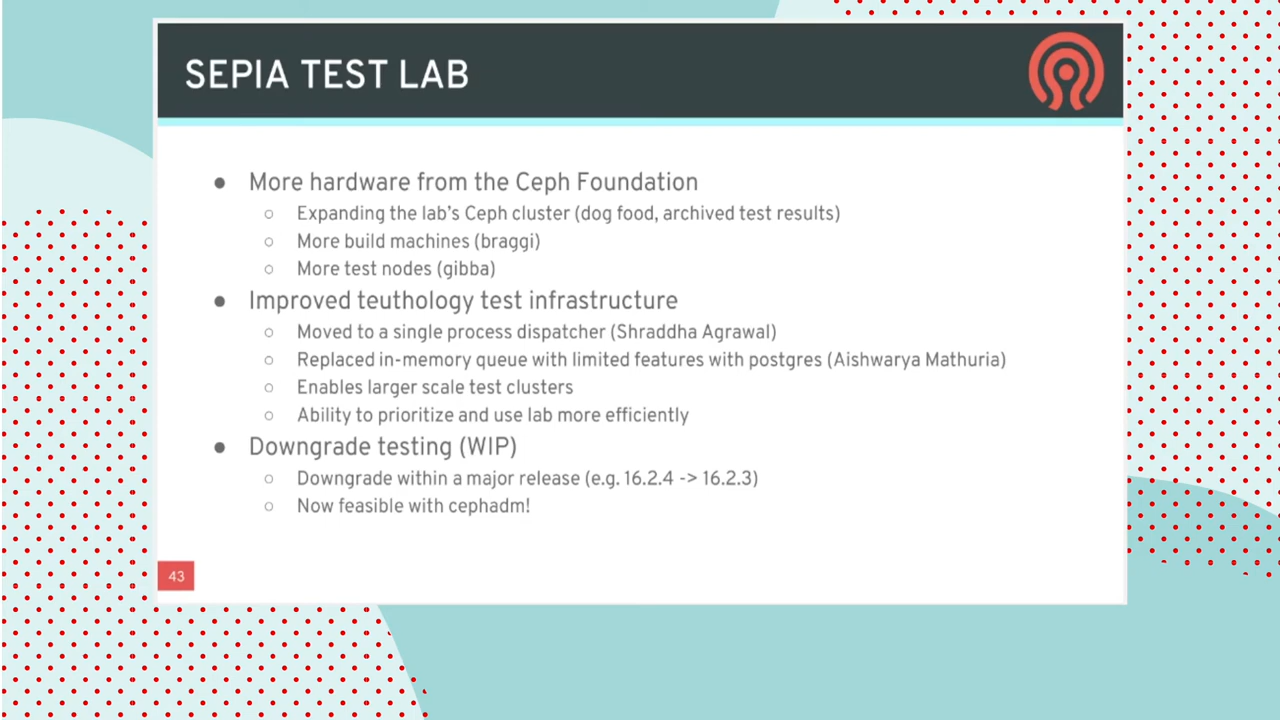 SEPIA TEST LAB
● More hardware from the Ceph Foundation
○ Expanding the lab's Ceph cluster (dog food, archived test results)
○ More build machines (braggi)
○ More test nodes (gibba)
● Improved teuthology test infrastructure
○ Moved to a single process dispatcher (Shraddha Agrawal)
○ Replaced in-memory queue with limited features with postgres (Aishwarya Mathuria)
○ Enables larger scale test clusters
○ Ability to prioritize and use lab more efficiently
● Downgrade testing (WIP)
○ Downgrade within a major release (e.g. 16.2.4 -> 16.2.3)
○ Now feasible with cephadm!
43